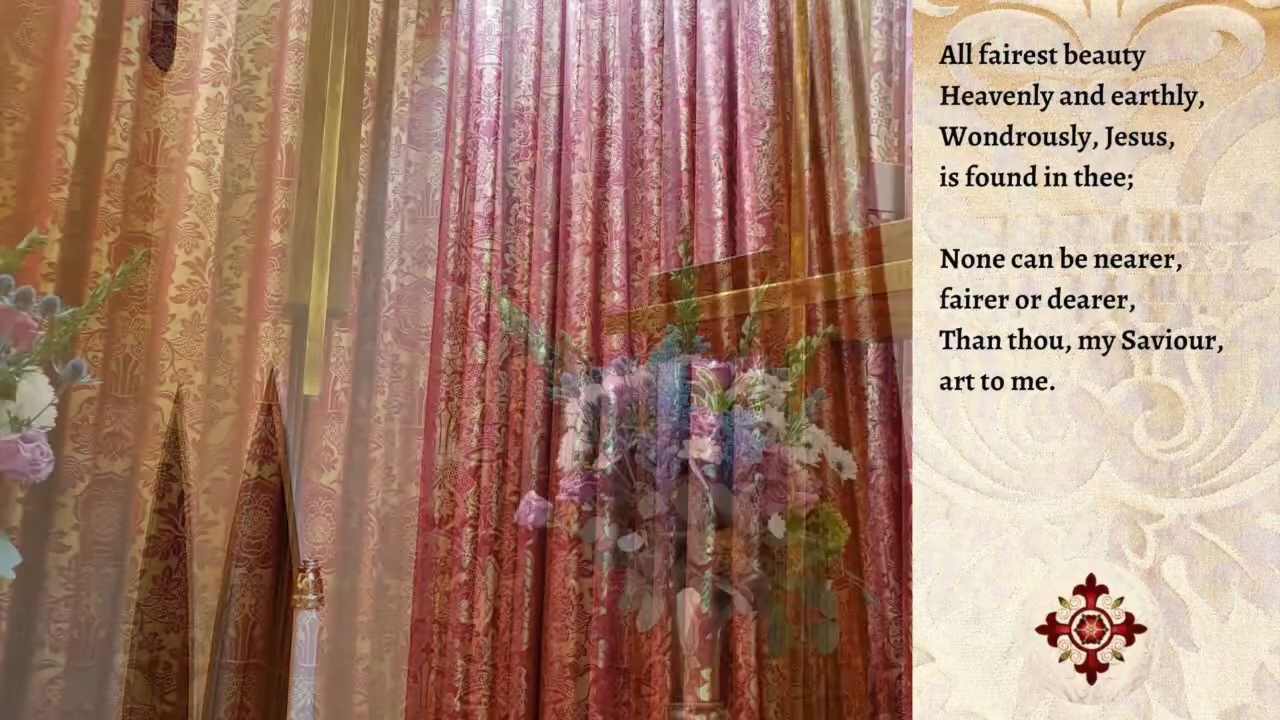 All fairest beauty
Heavenly and earthly,
Wondrously, Jesus,
is found in thee;
None can be nearer,
fairer or dearer,
Than thou, my Saviour,
art to me.